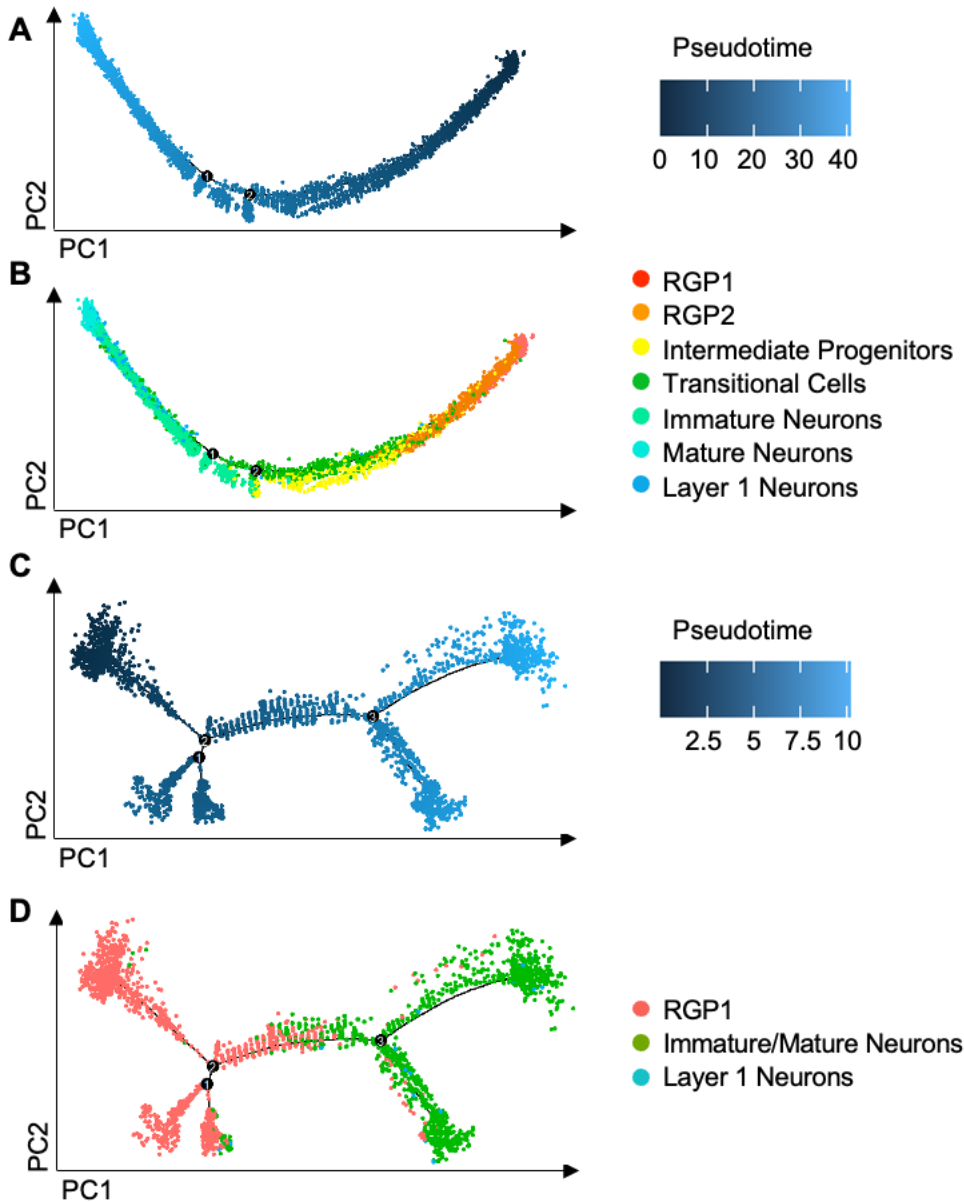 A
PC2
PC1
1
2
Pseudotime
0 10 20 30 40
B
PC2
PC1
1
2
RGP1
RGP2
Intermediate Progenitors
Transitional Cells
Immature Neurons
Mature Neurons
Layer 1 Neurons
C
PC2
PC1
2
1
3
Pseudotime
2.5 5 7.5 10
D
PC2
PC1
2
1
3
RGP1
Immature/Mature Neurons
Layer 1 Neurons